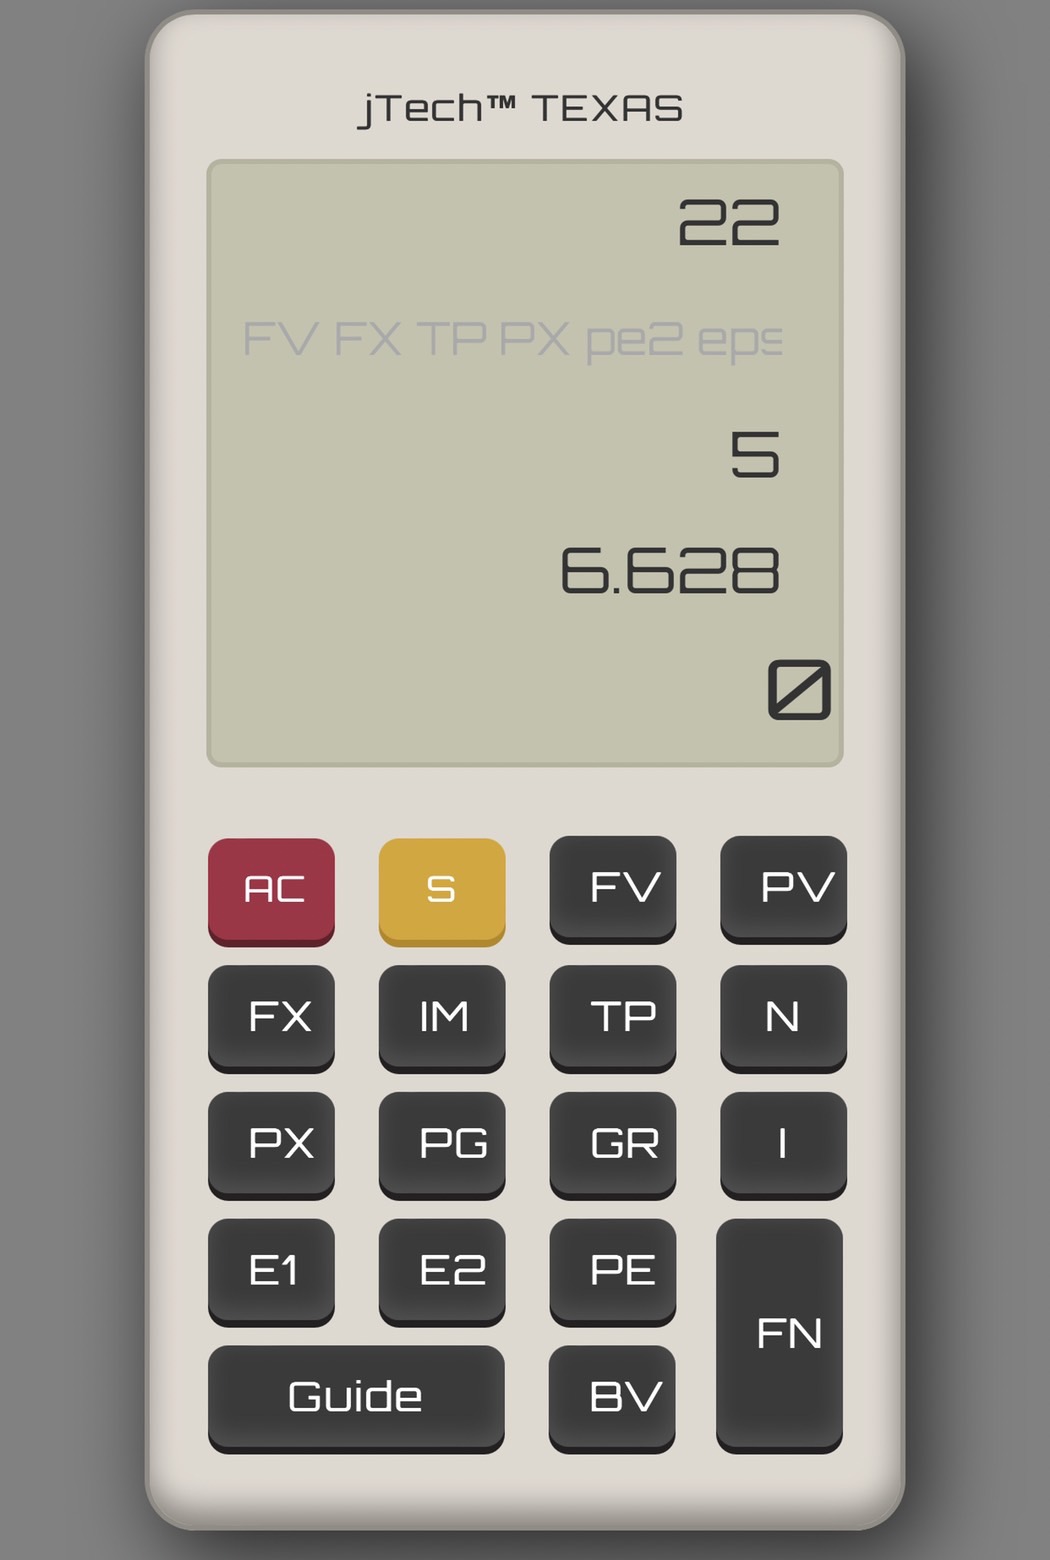 jTech™ TEXAS
22
FV FX TP PX pe2 eps
5
6.628
0
AC S FV PV
FX IM TP N
PX PG GR I
E1 E2 PE
FN
Guide BV